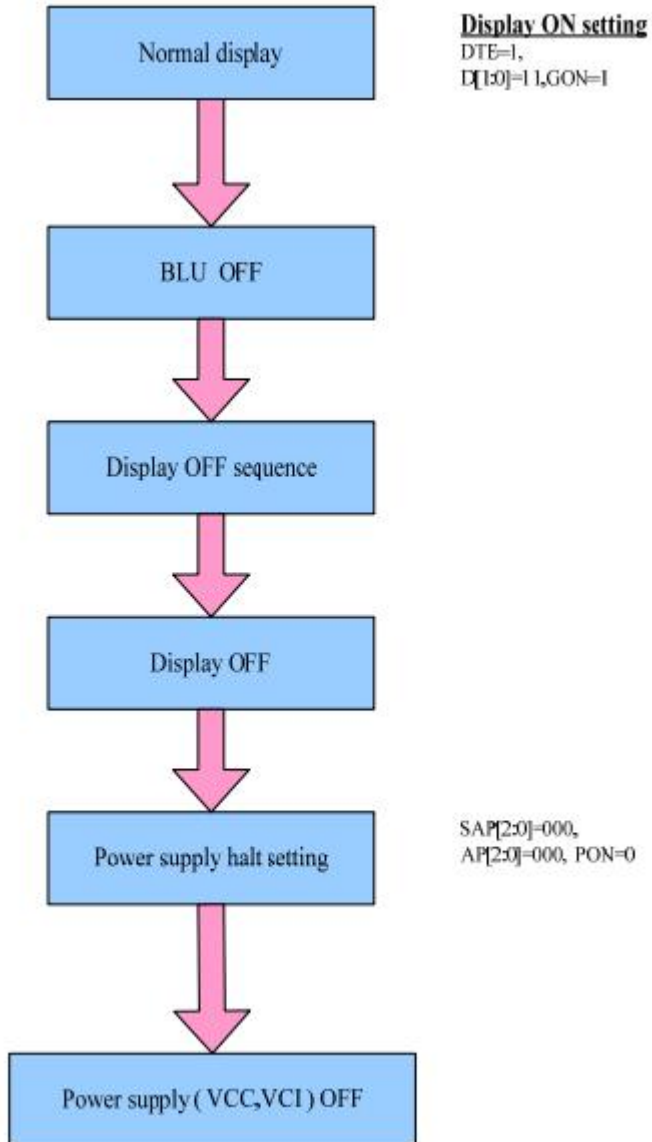 Normal display
Display ON setting
DTE=1,
D[1:0]=11,GON=1
BLU OFF
Display OFF sequence
Display OFF
Power supply halt setting
SAP[2:0]=000,
AP[2:0]=000, PON=0
Power supply ( VCC,VCI ) OFF